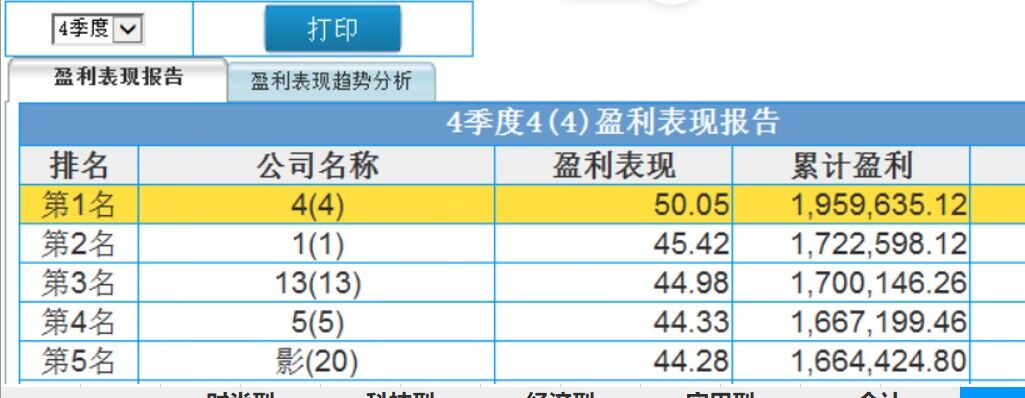 4季度 打印
盈利表现报告 盈利表现趋势分析
4季度4(4)盈利表现报告
排名 公司名称 盈利表现 累计盈利
第1名 4(4) 50.05 1,959,635.12
第2名 1(1) 45.42 1,722,598.12
第3名 13(13) 44.98 1,700,146.26
第4名 5(5) 44.33 1,667,199.46
第5名 影(20) 44.28 1,664,424.80